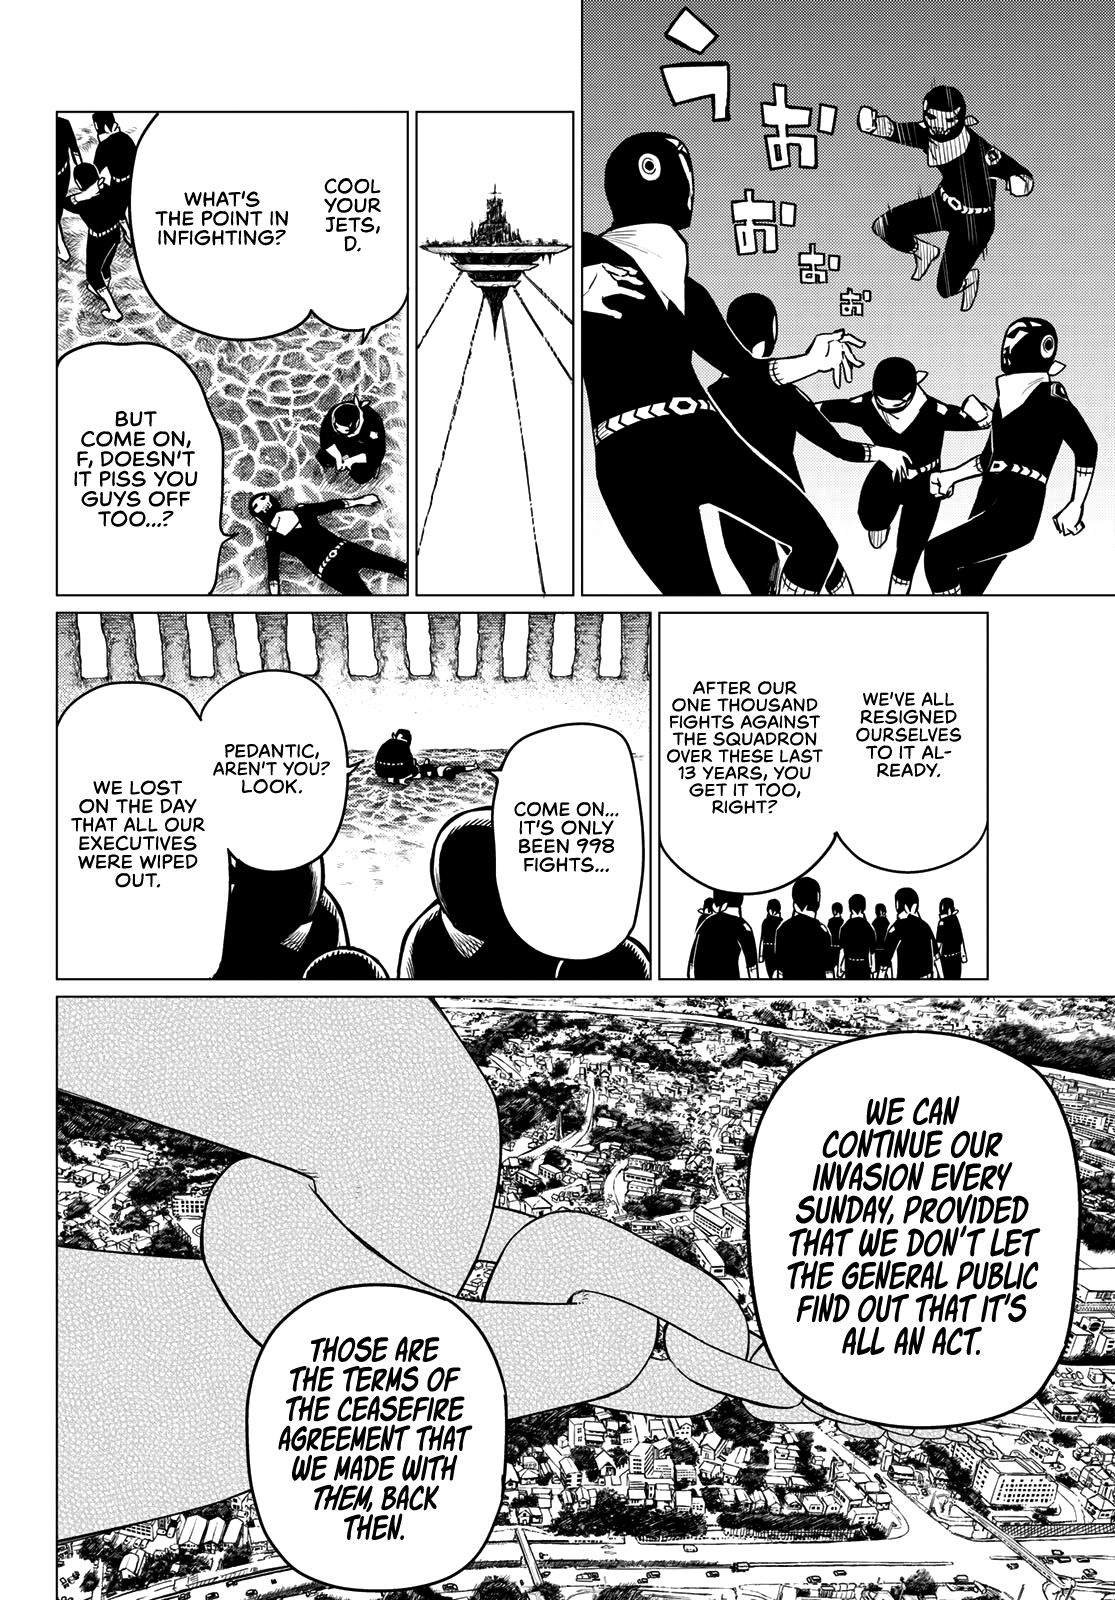 うおお
おおお
COOL
YOUR
JETS,
D.
WHAT'S
THE POINT IN
INFIGHTING?
BUT
COME ON,
F, DOESN'T
IT PISS YOU
GUYS OFF
TOO...?
WE'VE ALL
RESIGNED
OURSELVES
TO IT AL-
READY.
AFTER OUR
ONE THOUSAND
FIGHTS AGAINST
THE SQUADRON
OVER THESE LAST
13 YEARS, YOU
GET IT TOO,
RIGHT?
COME ON...
IT'S ONLY
BEEN 998
FIGHTS...
PEDANTIC,
AREN'T YOU?
LOOK.
WE LOST
ON THE DAY
THAT ALL OUR
EXECUTIVES
WERE WIPED
OUT.
WE CAN
CONTINUE OUR
INVASION EVERY
SUNDAY, PROVIDED
THAT WE DON'T LET
THE GENERAL PUBLIC
FIND OUT THAT IT'S
ALL AN ACT.
THOSE ARE
THE TERMS OF
THE CEASEFIRE
AGREEMENT THAT
WE MADE WITH
THEM, BACK
THEN.